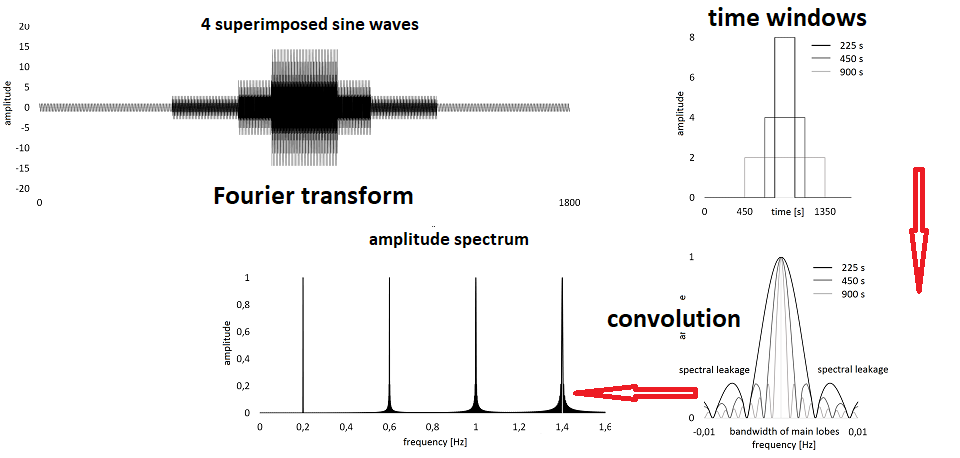 4 superimposed sine waves
20
15
10
5
0
-5
-10
-15
-20
amplitude
0
1800
time windows
8
6
4
2
0
amplitude
225 s
450 s
900 s
0
450
time [s]
1350
Fourier transform
amplitude spectrum
1
0,8
0,6
0,4
0,2
0
amplitude
0
0,2
0,4
0,6
0,8
1
1,2
1,4
1,6
frequency [Hz]
convolution
1
0
225 s
450 s
900 s
spectral leakage
spectral leakage
-0,01
bandwidth of main lobes
0,01
frequency [Hz]